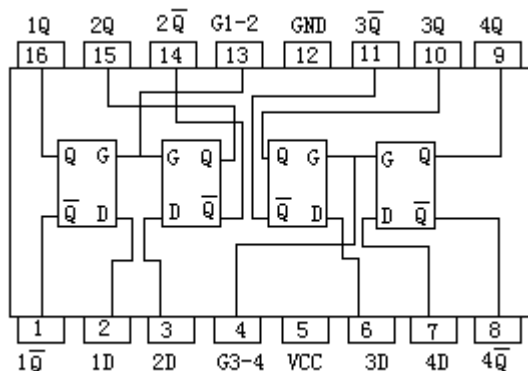 1Q 2Q 2Q̅ G1-2 GND 3Q̅ 3Q 4Q
16 15 14 13 12 11 10 9
Q G G Q Q G G Q
Q̅ D D Q̅ Q̅ D D Q̅
1 2 3 4 5 6 7 8
1Q̅ 1D 2D G3-4 VCC 3D 4D 4Q̅